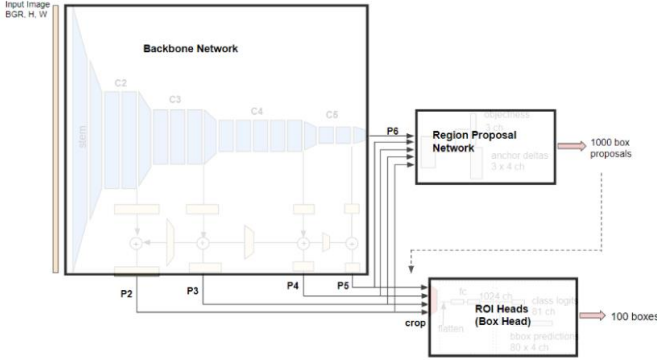 Input Image
BGR, H, W
Backbone Network
C2
C3
C4
C5
stem
P6
objectness
3 ch
Region Proposal
Network
anchor deltas
3 x 4 ch
1000 box
proposals
P2
P3
P4
P5
crop
fc
1024 ch
class logits
81 ch
ROI Heads
(Box Head)
flatten
bbox predictions
80 x 4 ch
100 boxes